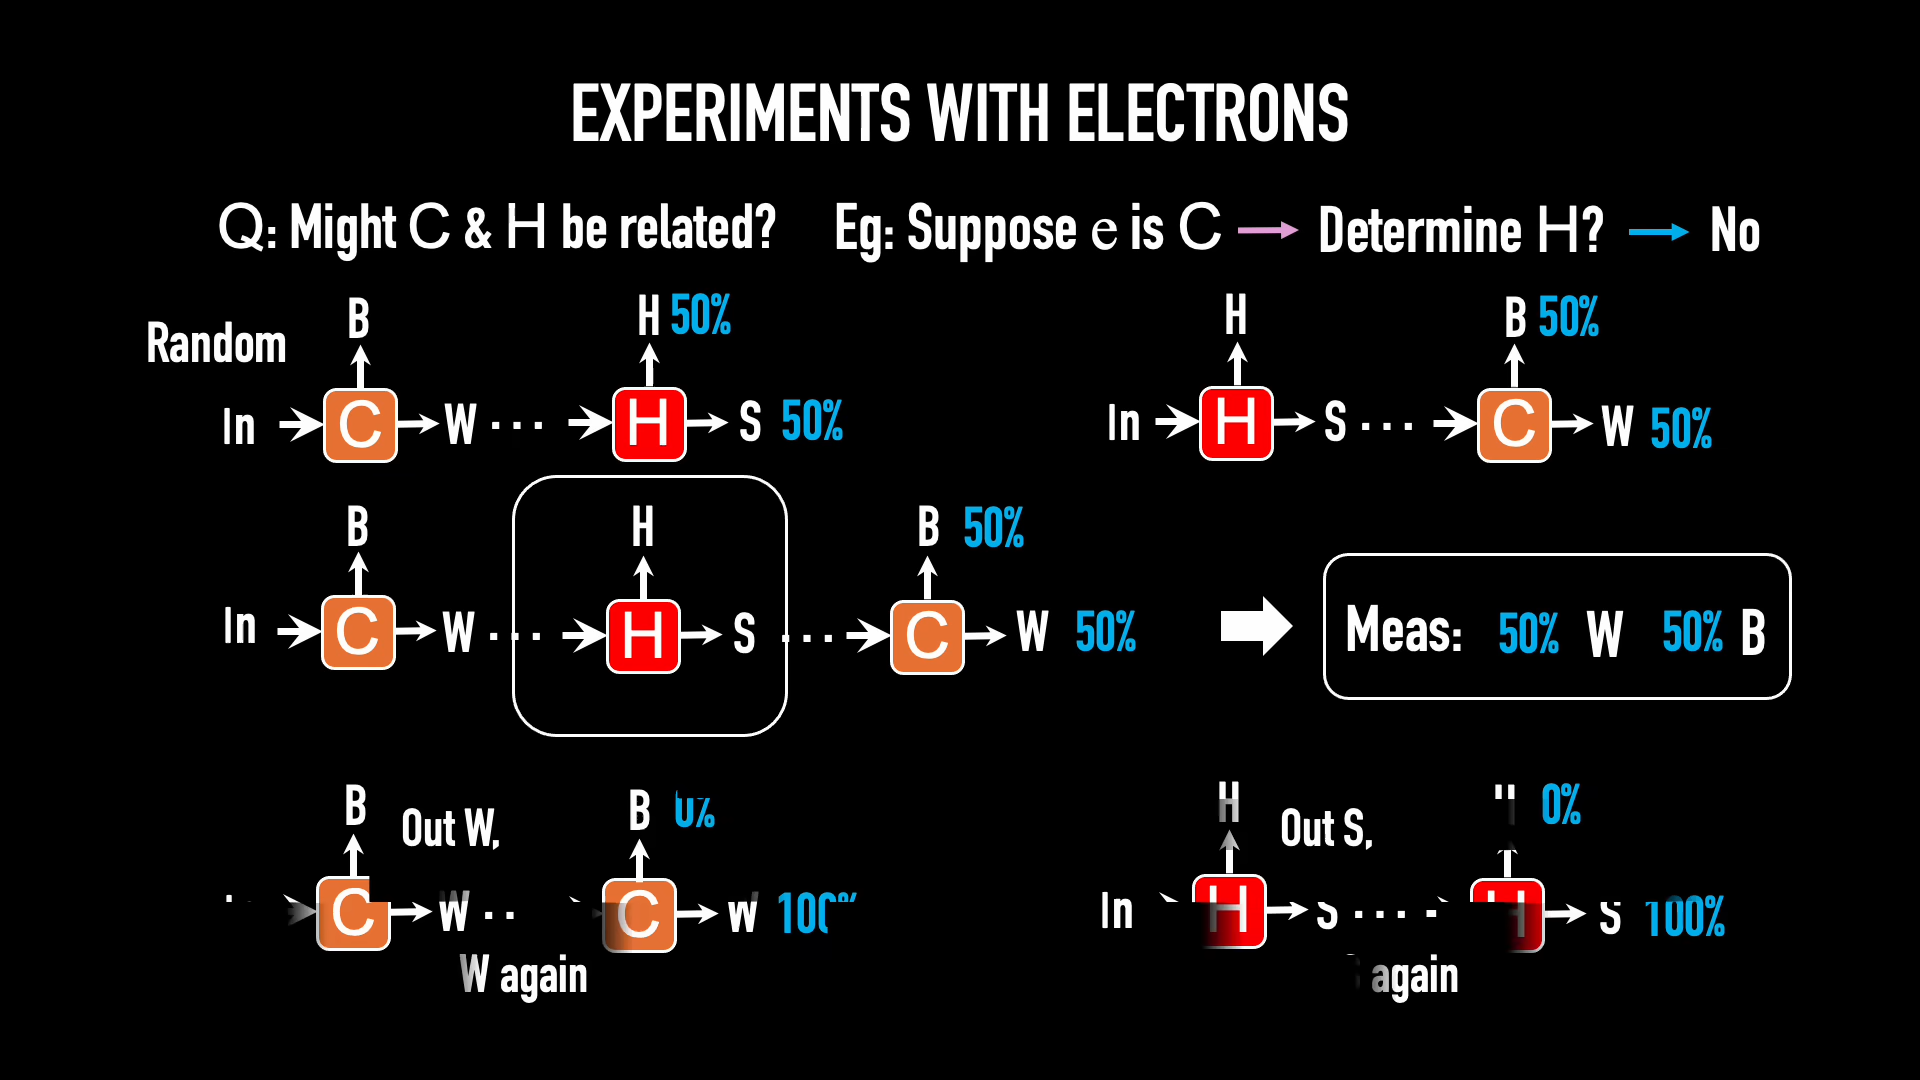 EXPERIMENTS WITH ELECTRONS
Q: Might C & H be related? Eg: Suppose e is C Determine H? No
B H 50% H B 50%
Random
In C W ... H S 50% In H S ... C W 50%
B H B 50%
In C W ... H S ... C W 50% Meas: 50% W 50% B
B Out W, B 0% H Out S, 0%
C W C W In H S ... H S 100%
W again again